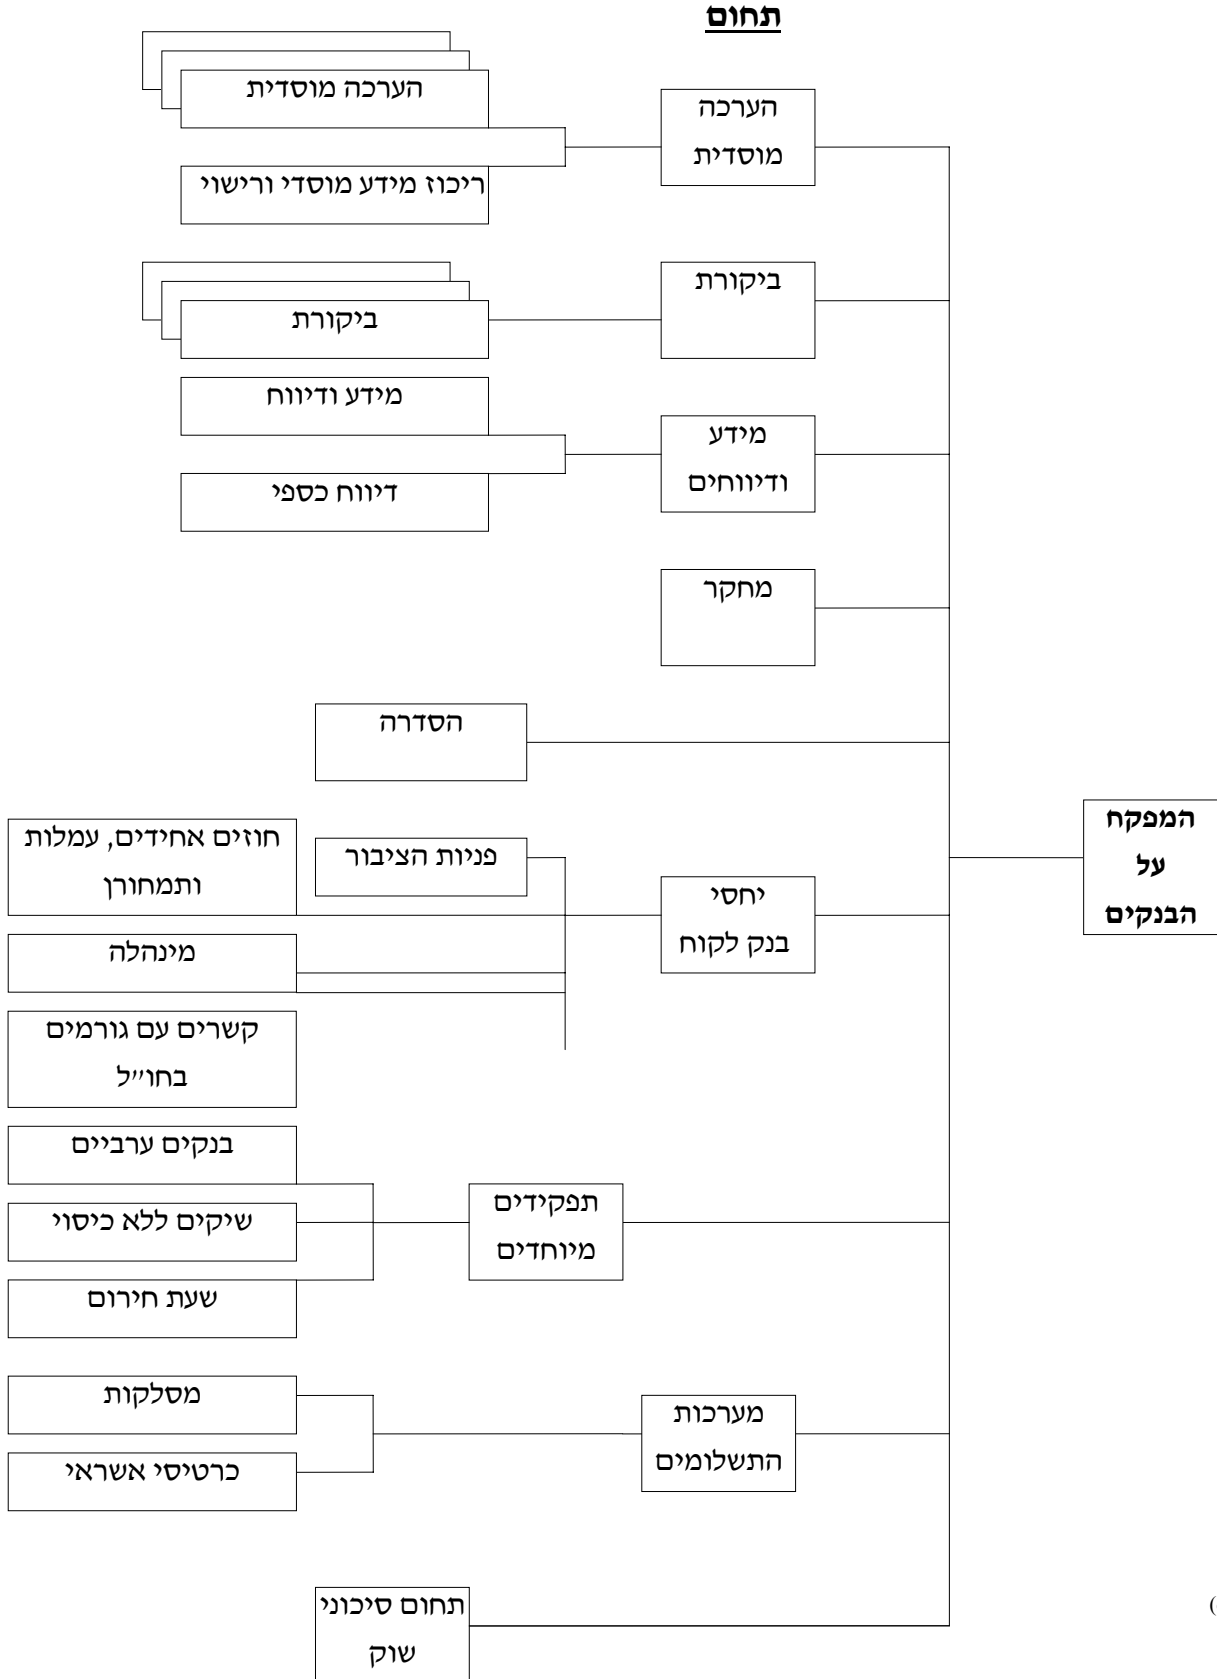 תחום
הערכה מוסדית
הערכה
מוסדית
ריכוז מידע מוסדי ורישוי
ביקורת
ביקורת
מידע ודיווח
מידע
ודיווחים
דיווח כספי
מחקר
הסדרה
המפקח
על
הבנקים
פניות הציבור
חוזים אחידים, עמלות
ותמחורן
יחסי
בנק לקוח
מינהלה
קשרים עם גורמים
בחו״ל
בנקים ערביים
תפקידים
מיוחדים
שיקים ללא כיסוי
שעת חירום
מסלקות
מערכות
התשלומים
כרטיסי אשראי
תחום סיכוני
שוק